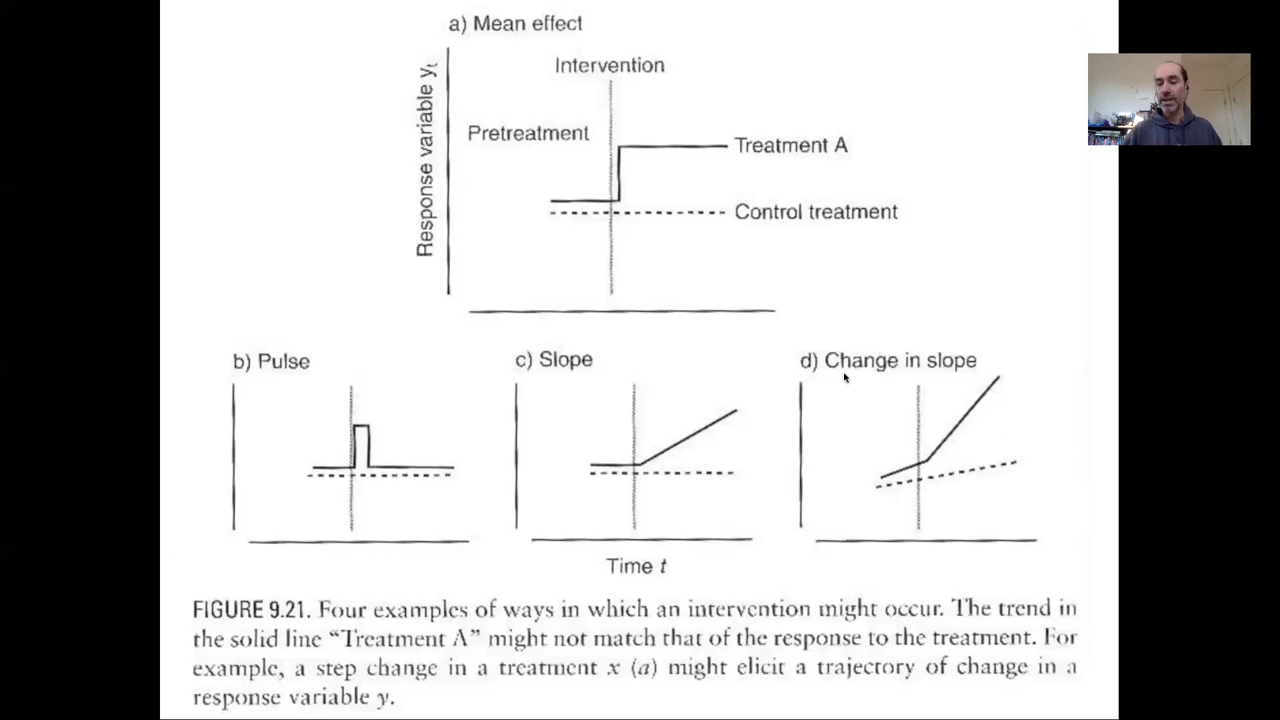 a) Mean effect
Response variable yₜ
Intervention
Pretreatment
Treatment A
Control treatment
b) Pulse
c) Slope
d) Change in slope
Time t
FIGURE 9.21. Four examples of ways in which an intervention might occur. The trend in
the solid line “Treatment A” might not match that of the response to the treatment. For
example, a step change in a treatment x (a) might elicit a trajectory of change in a
response variable y.